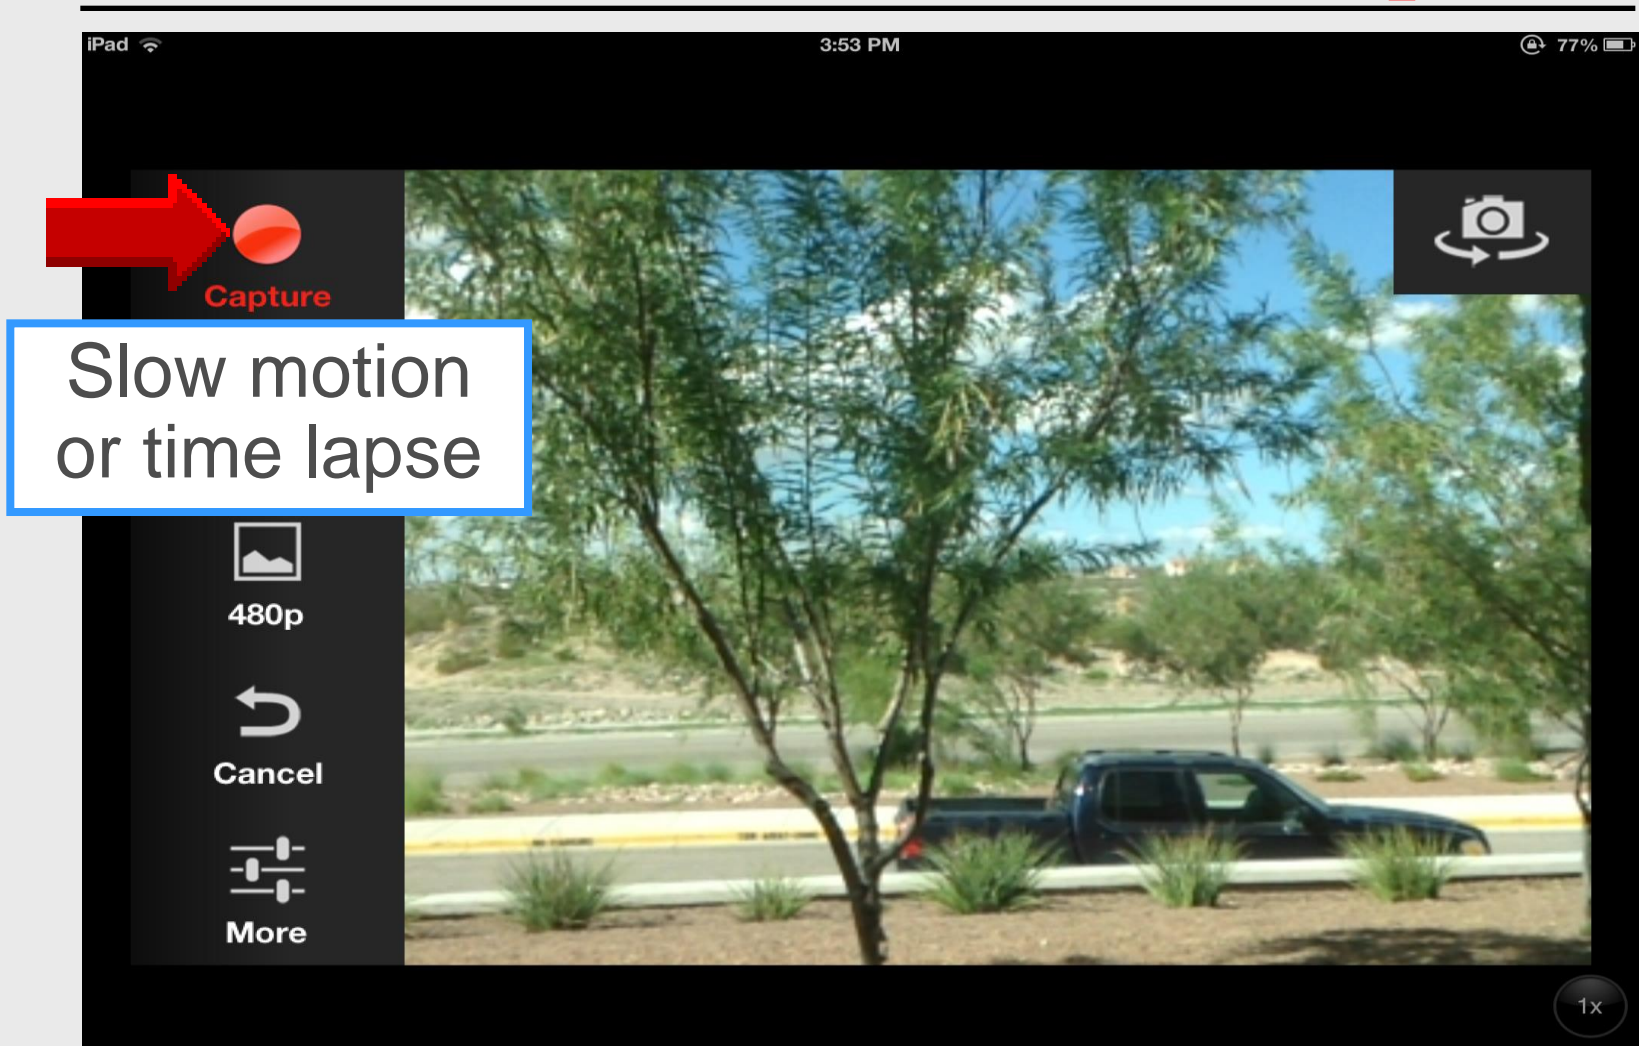 iPad
3:53 PM
77%
Capture
Slow motion
or time lapse
480p
Cancel
More
1x